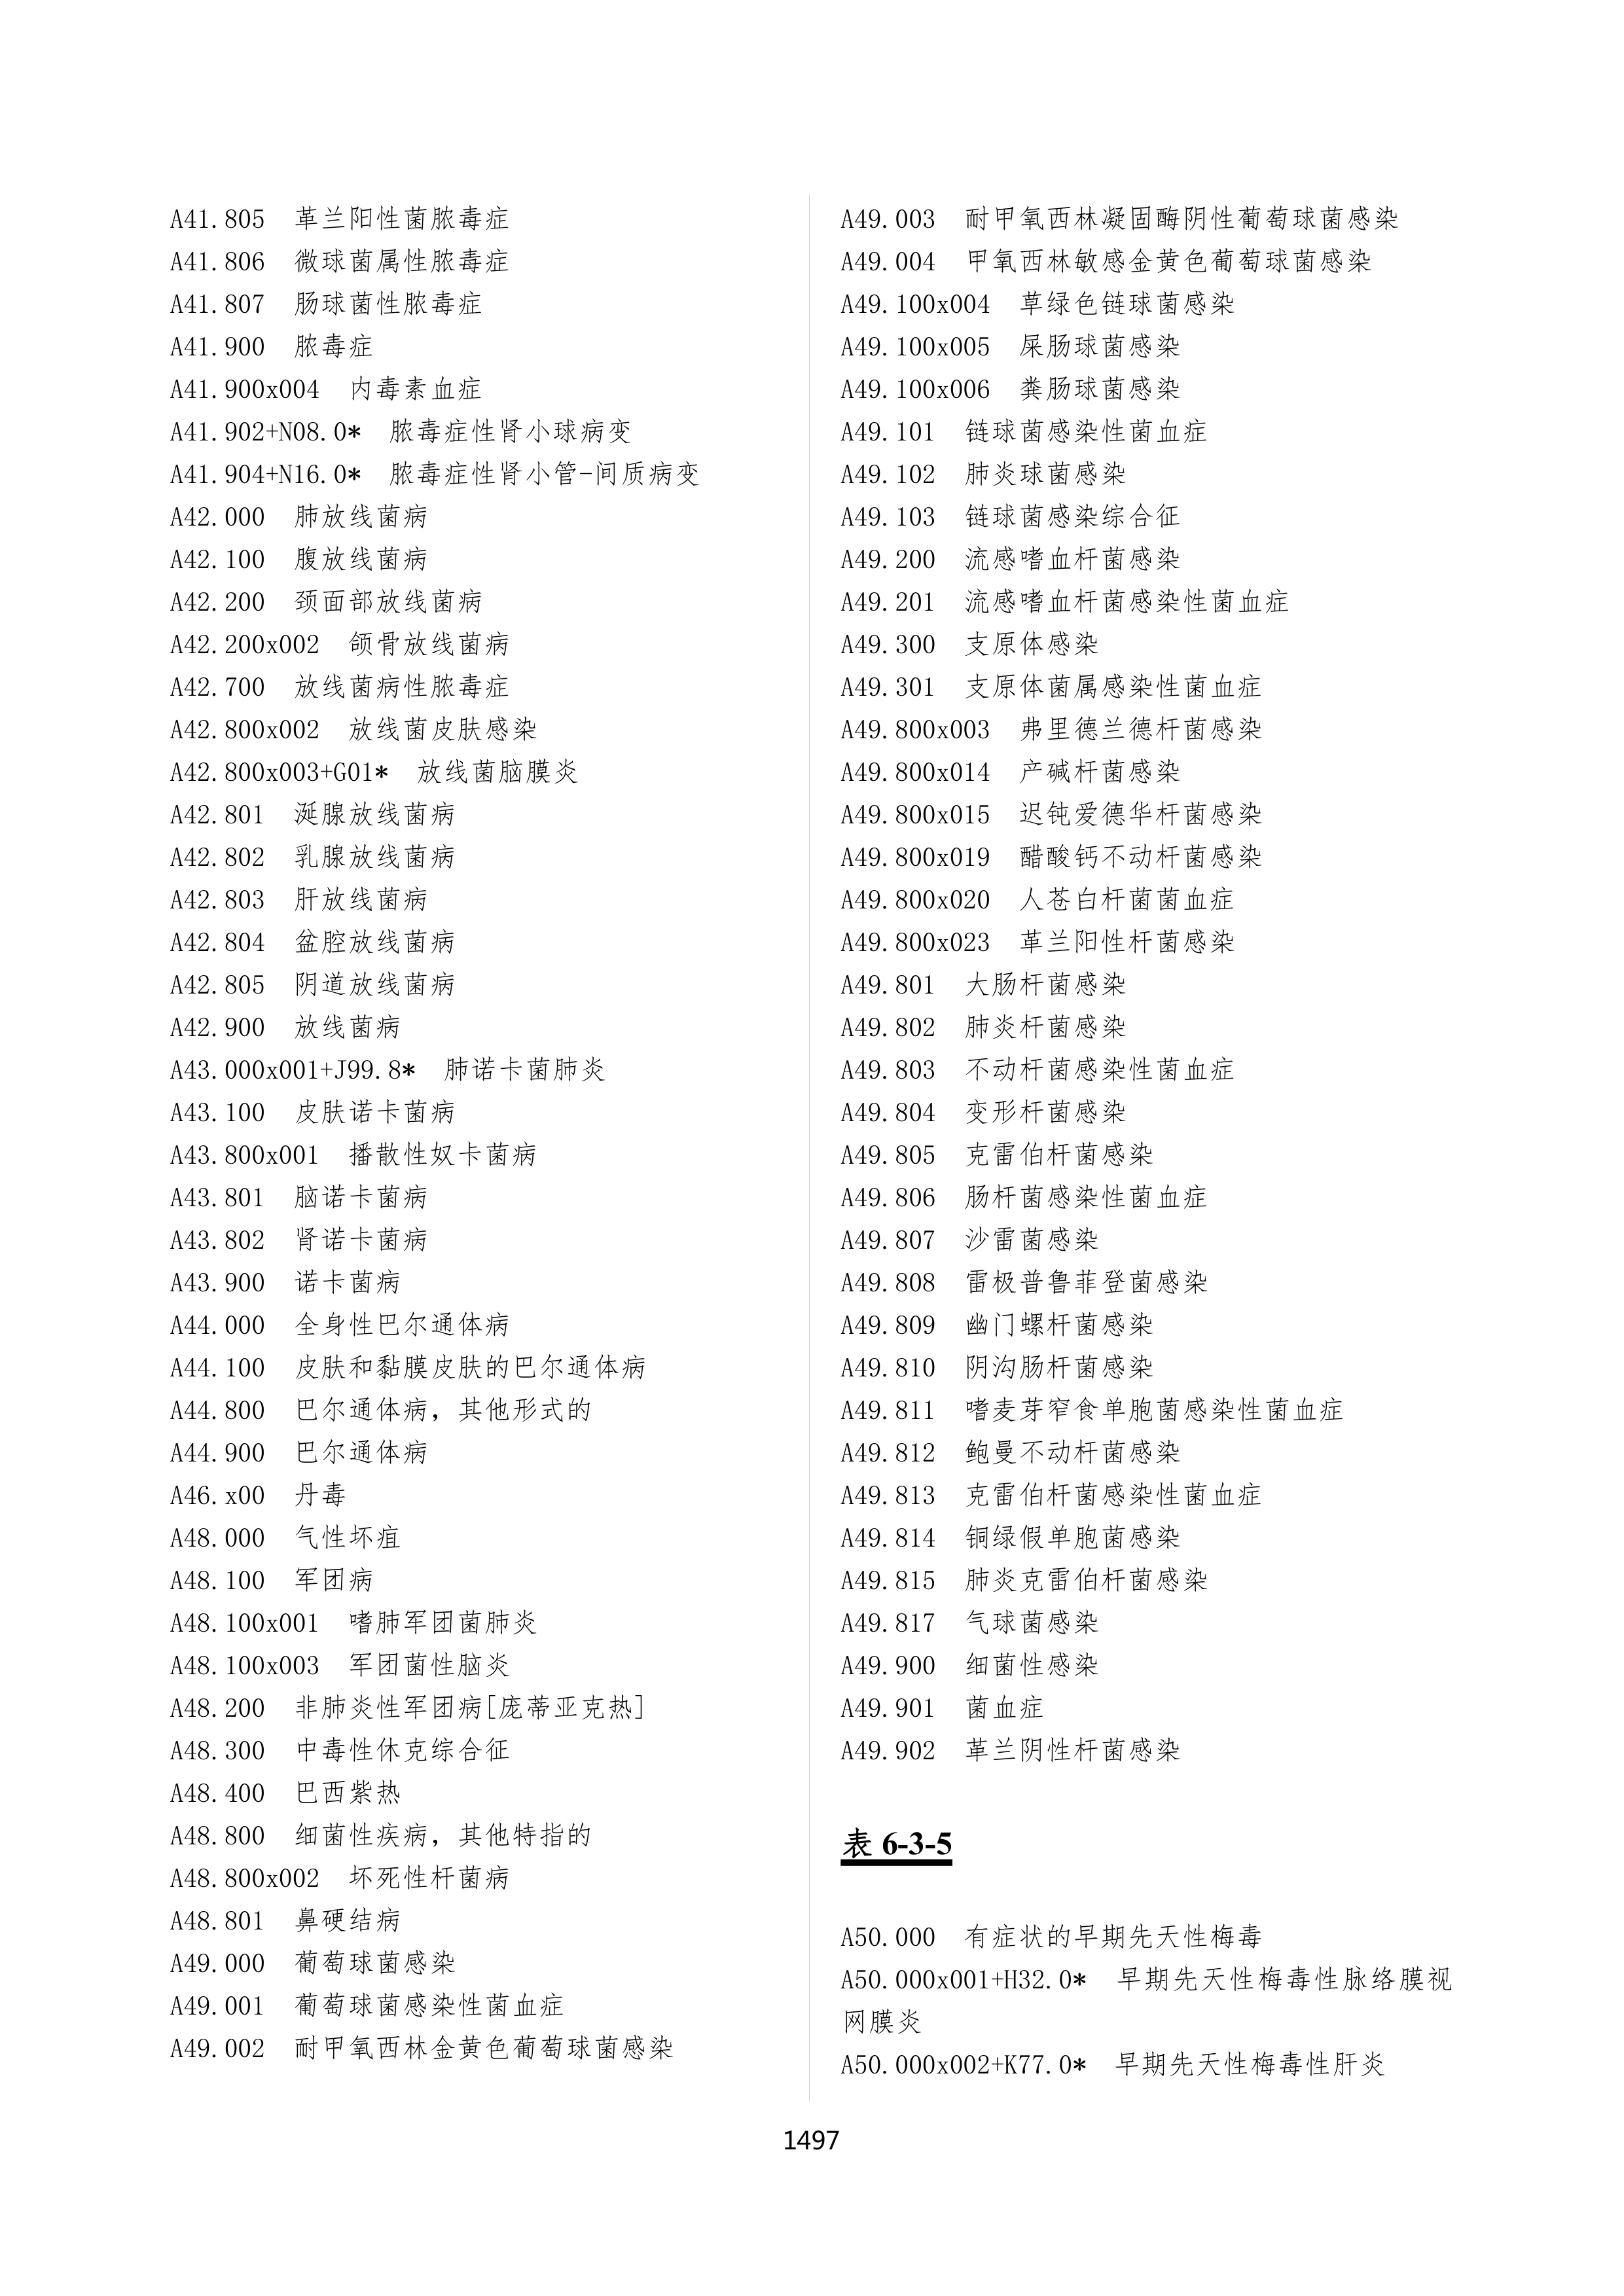 A41.805 革兰阳性菌脓毒症
A41.806 微球菌属性脓毒症
A41.807 肠球菌性脓毒症
A41.900 脓毒症
A41.900x004 内毒素血症
A41.902+N08.0* 脓毒症性肾小球病变
A41.904+N16.0* 脓毒症性肾小管-间质病变
A42.000 肺放线菌病
A42.100 腹放线菌病
A42.200 颈面部放线菌病
A42.200x002 颌骨放线菌病
A42.700 放线菌病性脓毒症
A42.800x002 放线菌皮肤感染
A42.800x003+G01* 放线菌脑膜炎
A42.801 涎腺放线菌病
A42.802 乳腺放线菌病
A42.803 肝放线菌病
A42.804 盆腔放线菌病
A42.805 阴道放线菌病
A42.900 放线菌病
A43.000x001+J99.8* 肺诺卡菌肺炎
A43.100 皮肤诺卡菌病
A43.800x001 播散性奴卡菌病
A43.801 脑诺卡菌病
A43.802 肾诺卡菌病
A43.900 诺卡菌病
A44.000 全身性巴尔通体病
A44.100 皮肤和黏膜皮肤的巴尔通体病
A44.800 巴尔通体病，其他形式的
A44.900 巴尔通体病
A46.x00 丹毒
A48.000 气性坏疽
A48.100 军团病
A48.100x001 嗜肺军团菌肺炎
A48.100x003 军团菌性脑炎
A48.200 非肺炎性军团病[庞蒂亚克热]
A48.300 中毒性休克综合征
A48.400 巴西紫热
A48.800 细菌性疾病，其他特指的
A48.800x002 坏死性杆菌病
A48.801 鼻硬结病
A49.000 葡萄球菌感染
A49.001 葡萄球菌感染性菌血症
A49.002 耐甲氧西林金黄色葡萄球菌感染
A49.003 耐甲氧西林凝固酶阴性葡萄球菌感染
A49.004 甲氧西林敏感金黄色葡萄球菌感染
A49.100x004 草绿色链球菌感染
A49.100x005 屎肠球菌感染
A49.100x006 粪肠球菌感染
A49.101 链球菌感染性菌血症
A49.102 肺炎球菌感染
A49.103 链球菌感染综合征
A49.200 流感嗜血杆菌感染
A49.201 流感嗜血杆菌感染性菌血症
A49.300 支原体感染
A49.301 支原体菌属感染性菌血症
A49.800x003 弗里德兰德杆菌感染
A49.800x014 产碱杆菌感染
A49.800x015 迟钝爱德华杆菌感染
A49.800x019 醋酸钙不动杆菌感染
A49.800x020 人苍白杆菌菌血症
A49.800x023 革兰阳性杆菌感染
A49.801 大肠杆菌感染
A49.802 肺炎杆菌感染
A49.803 不动杆菌感染性菌血症
A49.804 变形杆菌感染
A49.805 克雷伯杆菌感染
A49.806 肠杆菌感染性菌血症
A49.807 沙雷菌感染
A49.808 雷极普鲁菲登菌感染
A49.809 幽门螺杆菌感染
A49.810 阴沟肠杆菌感染
A49.811 嗜麦芽窄食单胞菌感染性菌血症
A49.812 鲍曼不动杆菌感染
A49.813 克雷伯杆菌感染性菌血症
A49.814 铜绿假单胞菌感染
A49.815 肺炎克雷伯杆菌感染
A49.817 气球菌感染
A49.900 细菌性感染
A49.901 菌血症
A49.902 革兰阴性杆菌感染
表 6-3-5
A50.000 有症状的早期先天性梅毒
A50.000x001+H32.0* 早期先天性梅毒性脉络膜视
网膜炎
A50.000x002+K77.0* 早期先天性梅毒性肝炎
1497